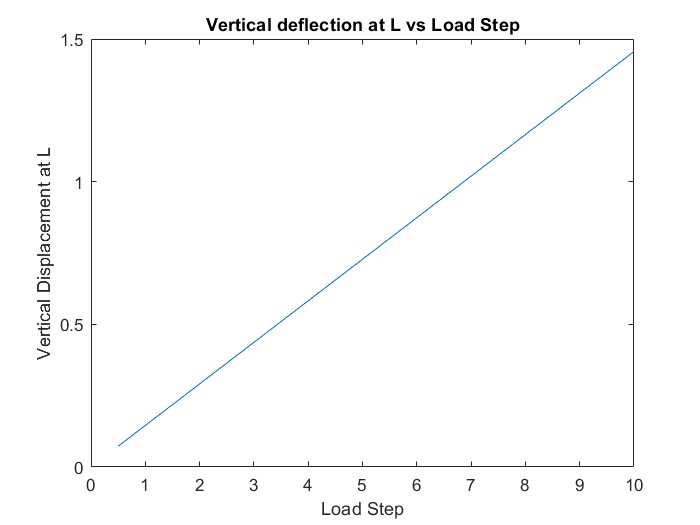 Vertical deflection at L vs Load Step
1.5
1
0.5
0
Vertical Displacement at L
0 1 2 3 4 5 6 7 8 9 10
Load Step